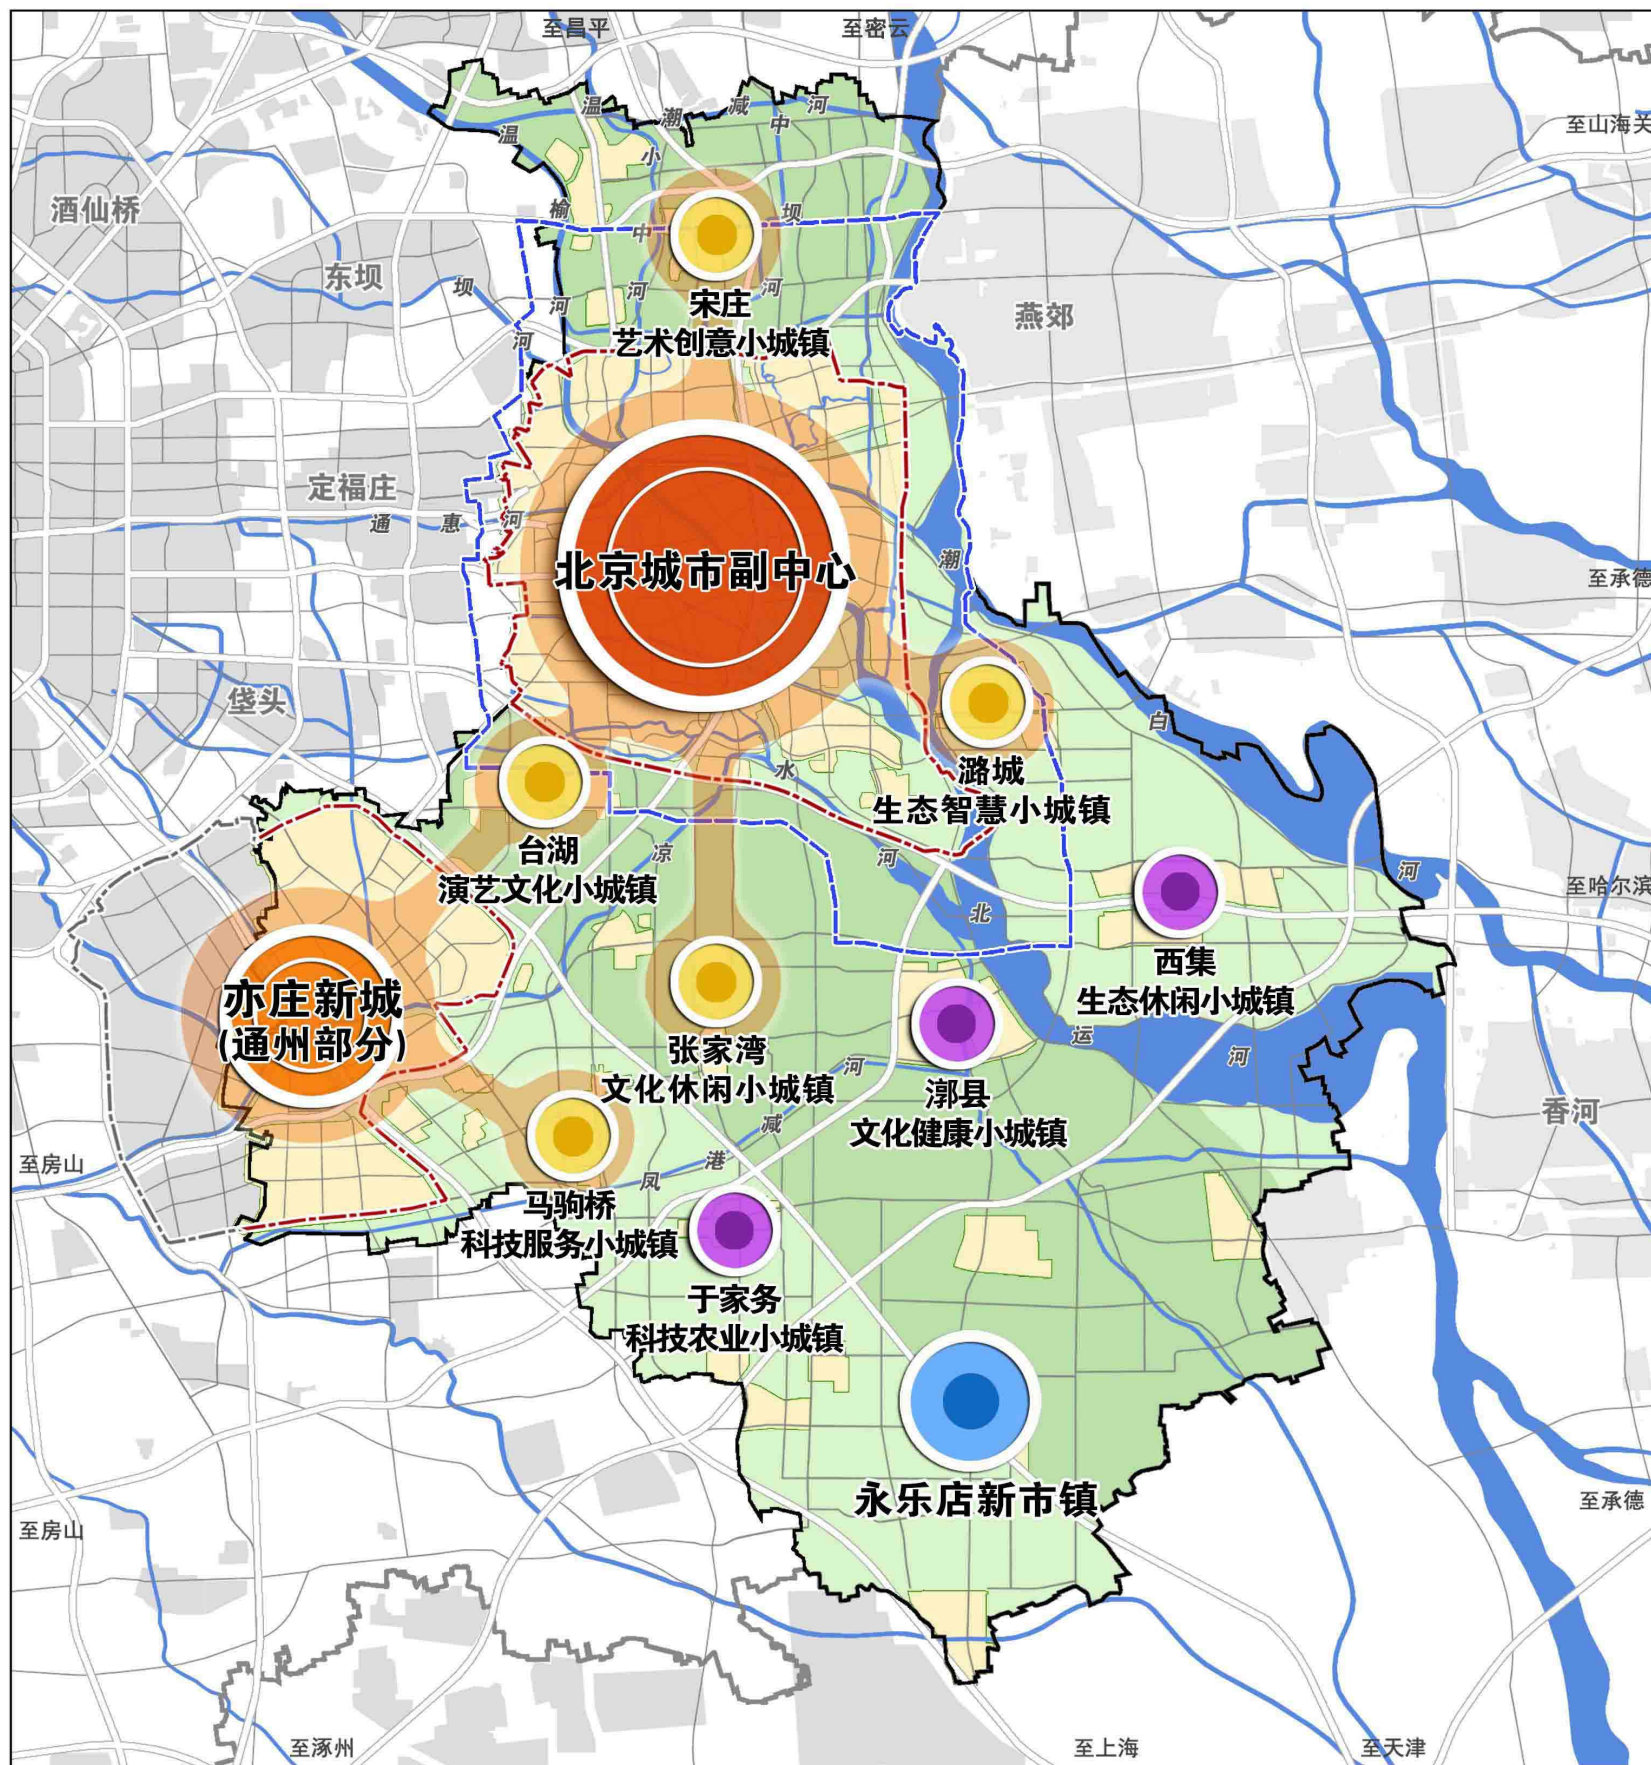 至昌平
至密云
温
潮
减
河
中
至山海关
温
小
酒仙桥
榆
坝
中
东坝
坝
河
河
河
宋庄
艺术创意小城镇
燕郊
河
定福庄
通
惠
河
潮
北京城市副中心
至承德
垡头
白
水
潞城
生态智慧小城镇
台湖
演艺文化小城镇
凉
河
河
至哈尔滨
北
西集
生态休闲小城镇
亦庄新城
(通州部分)
张家湾
文化休闲小城镇
运
河
河
漷县
文化健康小城镇
香河
减
港
凤
至房山
马驹桥
科技服务小城镇
于家务
科技农业小城镇
永乐店新市镇
至承德
至房山
至涿州
至上海
至天津